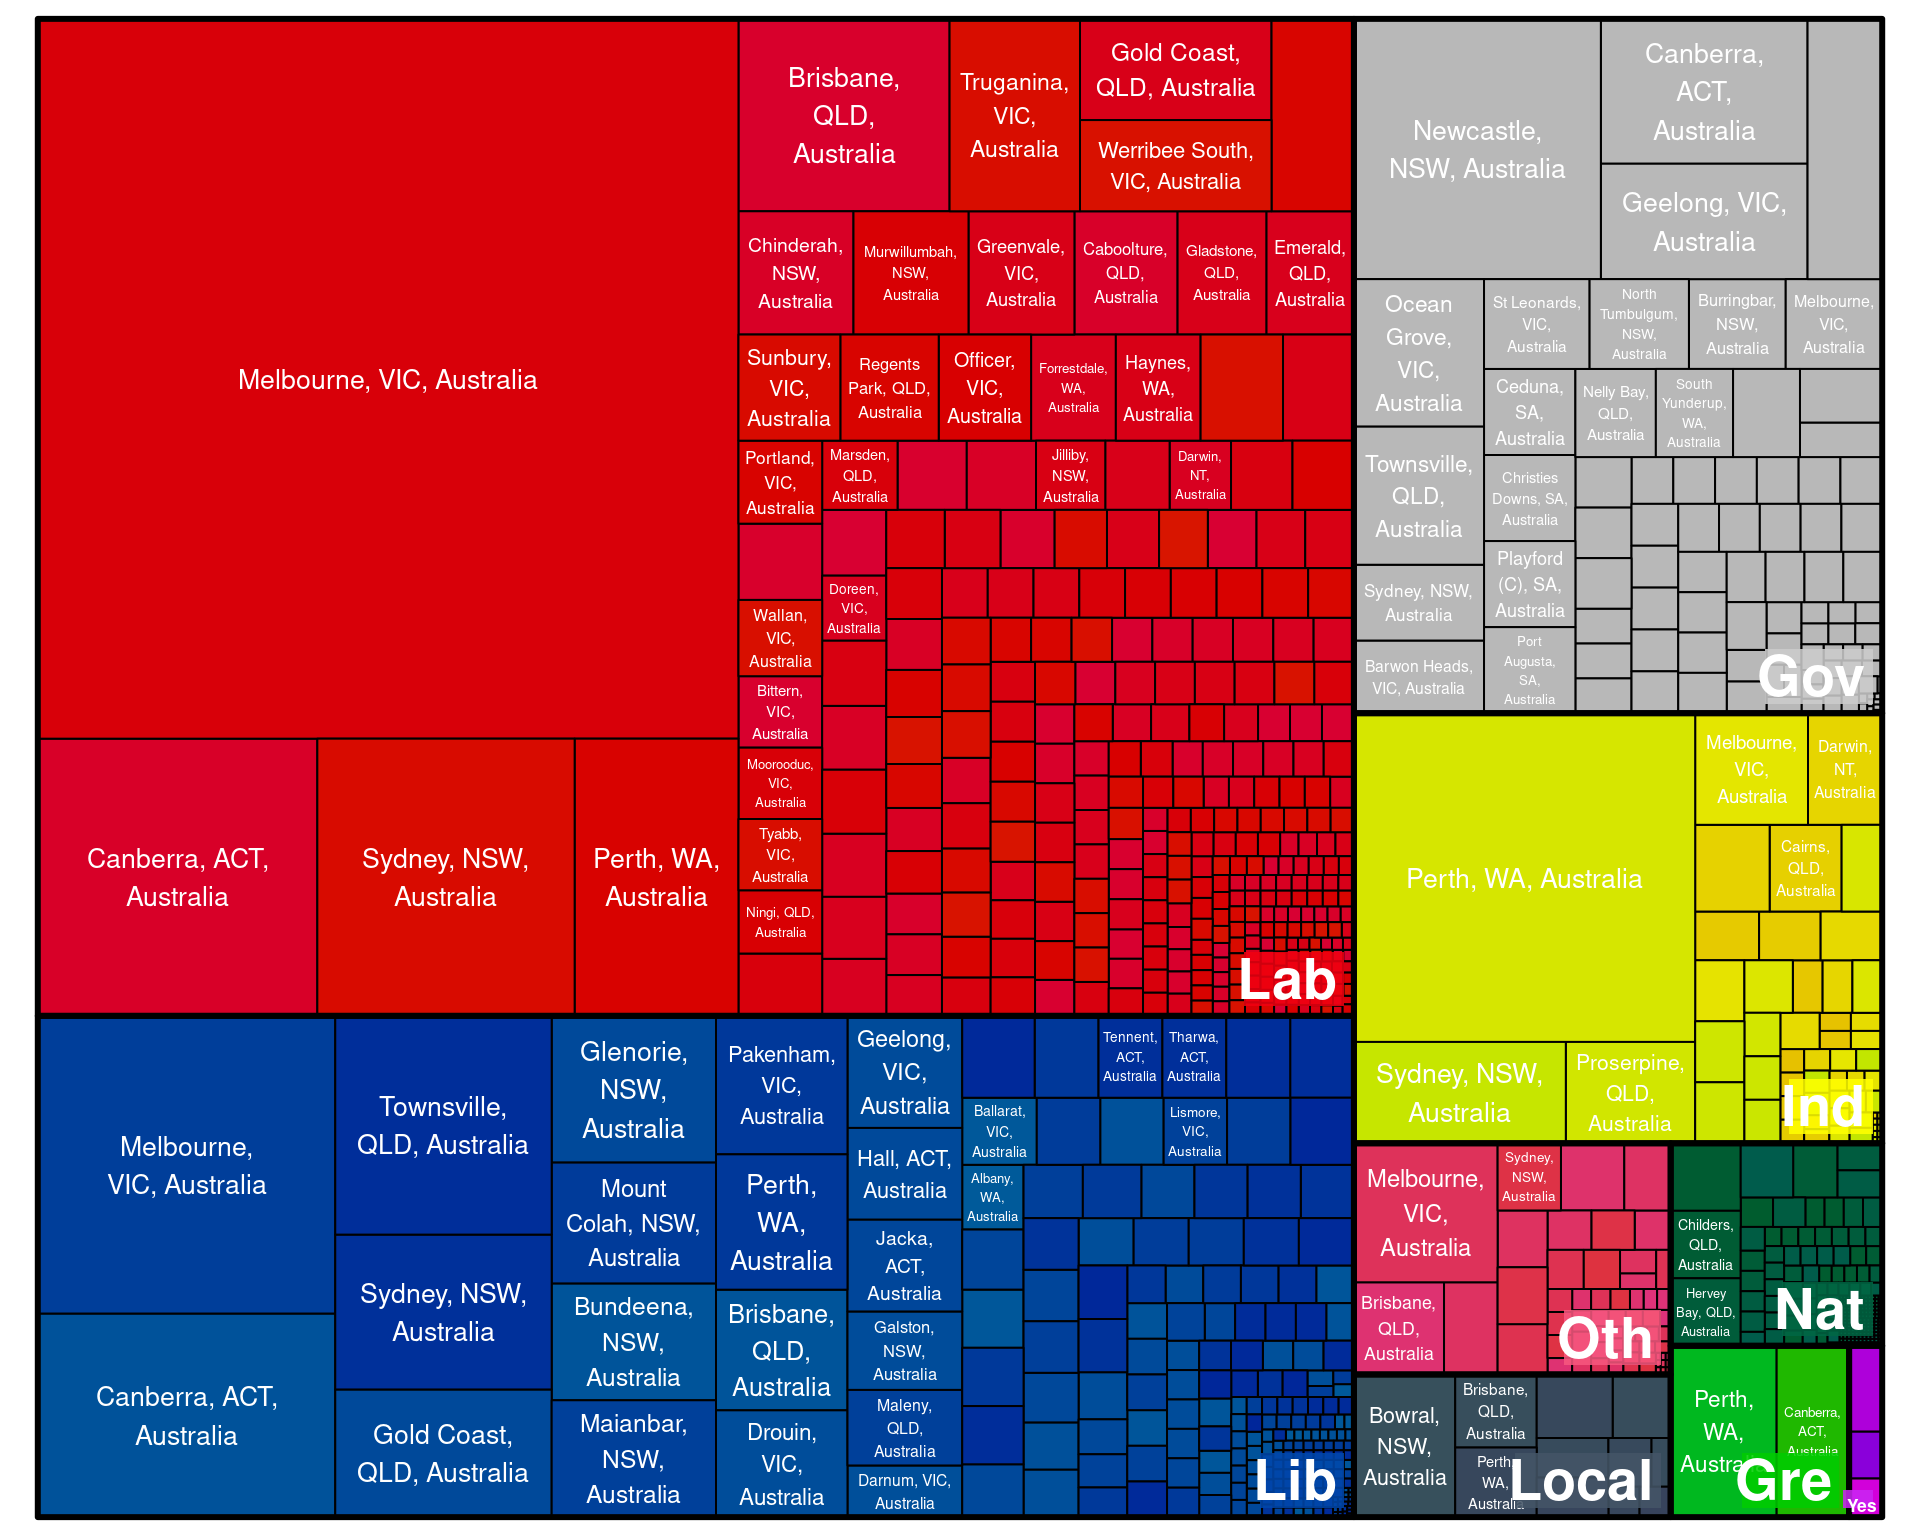 Melbourne, VIC, Australia
Canberra, ACT,
Australia
Sydney, NSW,
Australia
Perth, WA,
Australia
Brisbane,
QLD,
Australia
Truganina,
VIC,
Australia
Gold Coast,
QLD, Australia
Werribee South,
VIC, Australia
Chinderah,
NSW,
Australia
Murwillumbah,
NSW,
Australia
Greenvale,
VIC,
Australia
Caboolture,
QLD,
Australia
Gladstone,
QLD,
Australia
Emerald,
QLD,
Australia
Sunbury,
VIC,
Australia
Regents
Park, QLD,
Australia
Officer,
VIC,
Australia
Forrestdale,
WA,
Australia
Haynes,
WA,
Australia
Portland,
VIC,
Australia
Marsden,
QLD,
Australia
Jilliby,
NSW,
Australia
Darwin,
NT,
Australia
Doreen,
VIC,
Australia
Wallan,
VIC,
Australia
Bittern,
VIC,
Australia
Moorooduc,
VIC,
Australia
Tyabb,
VIC,
Australia
Ningi, QLD,
Australia
Lab
Newcastle,
NSW, Australia
Canberra,
ACT,
Australia
Geelong, VIC,
Australia
Ocean
Grove,
VIC,
Australia
St Leonards,
VIC,
Australia
North
Tumbulgum,
NSW,
Australia
Burringbar,
NSW,
Australia
Melbourne,
VIC,
Australia
Ceduna,
SA,
Australia
Nelly Bay,
QLD,
Australia
South
Yunderup,
WA,
Australia
Townsville,
QLD,
Australia
Christies
Downs, SA,
Australia
Playford
(C), SA,
Australia
Sydney, NSW,
Australia
Barwon Heads,
VIC, Australia
Port
Augusta,
SA,
Australia
Gov
Perth, WA, Australia
Melbourne,
VIC,
Australia
Darwin,
NT,
Australia
Cairns,
QLD,
Australia
Sydney, NSW,
Australia
Proserpine,
QLD,
Australia
Ind
Melbourne,
VIC, Australia
Canberra, ACT,
Australia
Townsville,
QLD, Australia
Sydney, NSW,
Australia
Gold Coast,
QLD, Australia
Glenorie,
NSW,
Australia
Mount
Colah, NSW,
Australia
Bundeena,
NSW,
Australia
Maianbar,
NSW,
Australia
Pakenham,
VIC,
Australia
Perth,
WA,
Australia
Brisbane,
QLD,
Australia
Drouin,
VIC,
Australia
Geelong,
VIC,
Australia
Hall, ACT,
Australia
Jacka,
ACT,
Australia
Galston,
NSW,
Australia
Maleny,
QLD,
Australia
Darnum, VIC,
Australia
Tennent,
ACT,
Australia
Tharwa,
ACT,
Australia
Ballarat,
VIC,
Australia
Lismore,
VIC,
Australia
Albany,
WA,
Australia
Lib
Melbourne,
VIC,
Australia
Sydney,
NSW,
Australia
Brisbane,
QLD,
Australia
Oth
Childers,
QLD,
Australia
Hervey
Bay, QLD,
Australia
Nat
Bowral,
NSW,
Australia
Brisbane,
QLD,
Australia
Perth,
WA,
Australia
Local
Perth,
WA,
Australia
Canberra,
ACT,
Australia
Gre
Yes